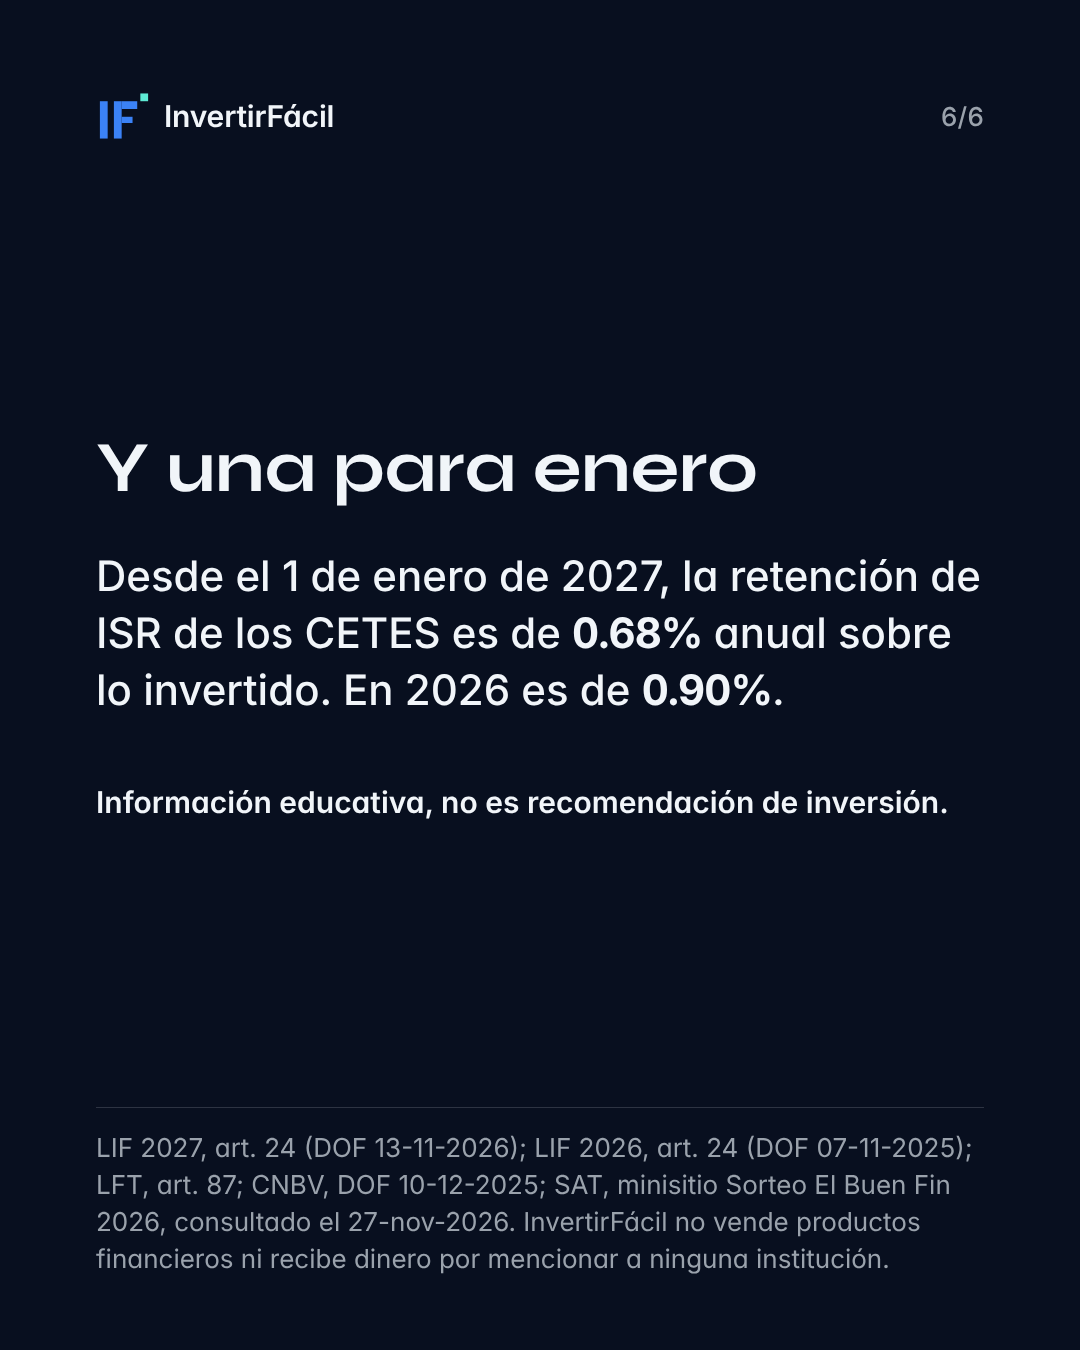 IF InvertirFácil
6/6
Y una para enero
Desde el 1 de enero de 2027, la retención de
ISR de los CETES es de 0.68% anual sobre
lo invertido. En 2026 es de 0.90%.
Información educativa, no es recomendación de inversión.
LIF 2027, art. 24 (DOF 13-11-2026); LIF 2026, art. 24 (DOF 07-11-2025);
LFT, art. 87; CNBV, DOF 10-12-2025; SAT, minisitio Sorteo El Buen Fin
2026, consultado el 27-nov-2026. InvertirFácil no vende productos
financieros ni recibe dinero por mencionar a ninguna institución.